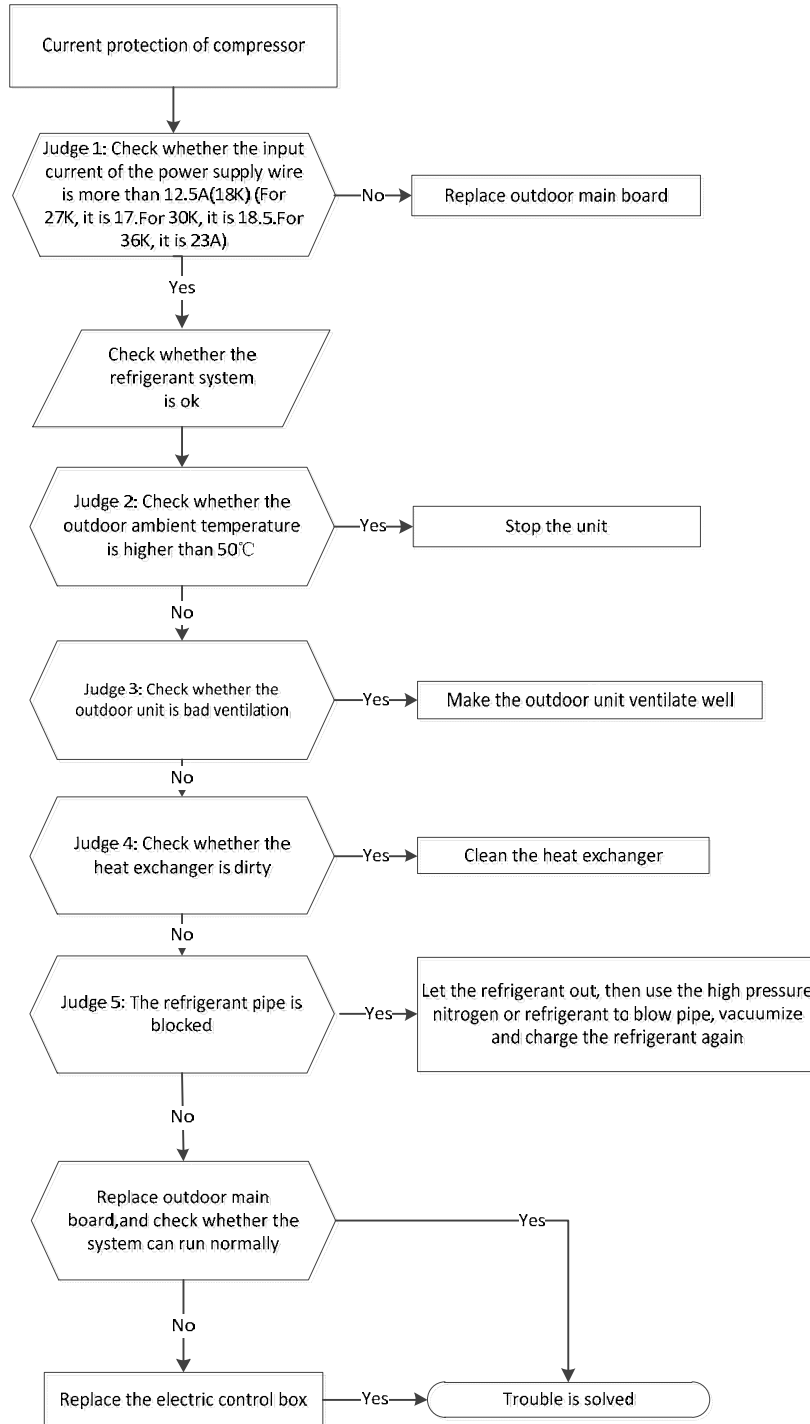 Current protection of compressor
Judge 1: Check whether the input
current of the power supply wire
is more than 12.5A(18K) (For
27K, it is 17.For 30K, it is 18.5.For
36K, it is 23A)
No
Replace outdoor main board
Yes
Check whether the
refrigerant system
is ok
Judge 2: Check whether the
outdoor ambient temperature
is higher than 50℃
Yes
Stop the unit
No
Judge 3: Check whether the
outdoor unit is bad ventilation
Yes
Make the outdoor unit ventilate well
No
Judge 4: Check whether the
heat exchanger is dirty
Yes
Clean the heat exchanger
No
Judge 5: The refrigerant pipe is
blocked
Yes
Let the refrigerant out, then use the high pressure
nitrogen or refrigerant to blow pipe, vacuumize
and charge the refrigerant again
No
Replace outdoor main
board,and check whether the
system can run normally
Yes
No
Replace the electric control box
Yes
Trouble is solved